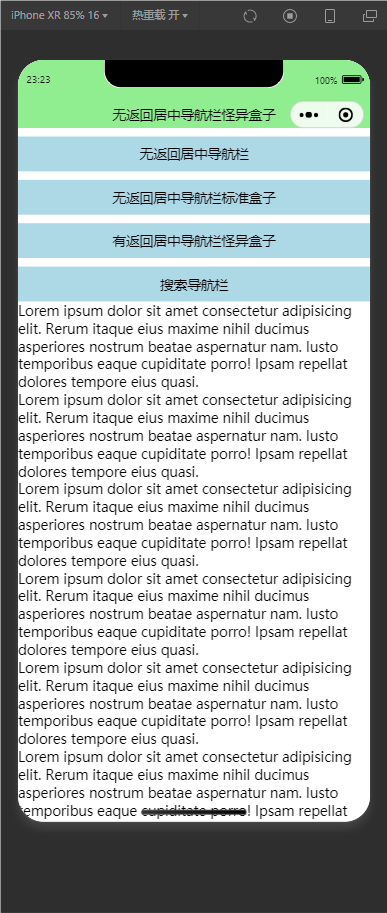 iPhone XR 85% 16 热重载 开
23:23 100%
无返回居中导航栏怪异盒子
无返回居中导航栏
无返回居中导航栏标准盒子
有返回居中导航栏怪异盒子
搜索导航栏
Lorem ipsum dolor sit amet consectetur adipisicing
elit. Rerum itaque eius maxime nihil ducimus
asperiores nostrum beatae aspernatur nam. Iusto
temporibus eaque cupiditate porro! Ipsam repellat
dolores tempore eius quasi.
Lorem ipsum dolor sit amet consectetur adipisicing
elit. Rerum itaque eius maxime nihil ducimus
asperiores nostrum beatae aspernatur nam. Iusto
temporibus eaque cupiditate porro! Ipsam repellat
dolores tempore eius quasi.
Lorem ipsum dolor sit amet consectetur adipisicing
elit. Rerum itaque eius maxime nihil ducimus
asperiores nostrum beatae aspernatur nam. Iusto
temporibus eaque cupiditate porro! Ipsam repellat
dolores tempore eius quasi.
Lorem ipsum dolor sit amet consectetur adipisicing
elit. Rerum itaque eius maxime nihil ducimus
asperiores nostrum beatae aspernatur nam. Iusto
temporibus eaque cupiditate porro! Ipsam repellat
dolores tempore eius quasi.
Lorem ipsum dolor sit amet consectetur adipisicing
elit. Rerum itaque eius maxime nihil ducimus
asperiores nostrum beatae aspernatur nam. Iusto
temporibus eaque cupiditate porro! Ipsam repellat
dolores tempore eius quasi.
Lorem ipsum dolor sit amet consectetur adipisicing
elit. Rerum itaque eius maxime nihil ducimus
asperiores nostrum beatae aspernatur nam. Iusto
temporibus eaque cupiditate porro! Ipsam repellat